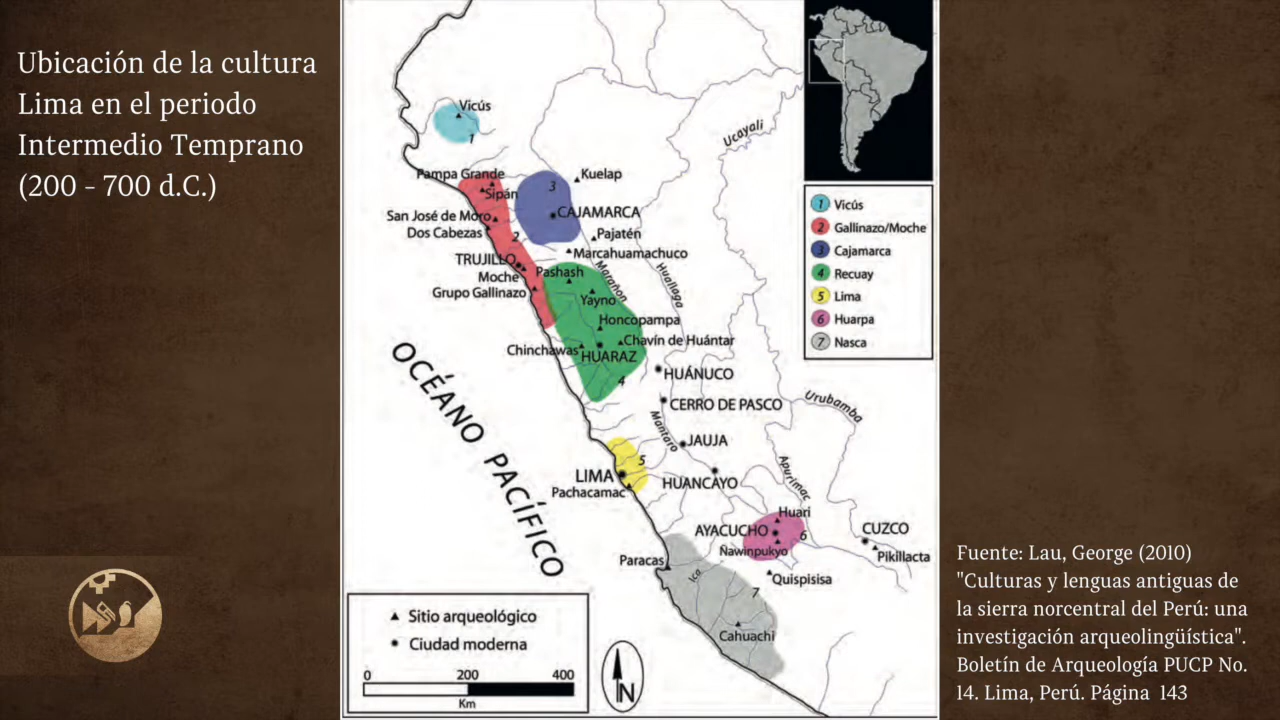 Ubicación de la cultura
Lima en el periodo
Intermedio Temprano
(200 - 700 d.C.)
Vicús
1
Pampa Grande
Sipán
3
Kuelap
San José de Moro
CAJAMARCA
Dos Cabezas
2
Pajatén
TRUJILLO
Marcahuamachuco
Moche
Pashash
Marañon
Huallaga
Ucayali
Grupo Gallinazo
Yayno
Honcopampa
Chinchawas
HUARAZ
Chavín de Huántar
4
HUÁNUCO
CERRO DE PASCO
Urubamba
Mantaro
JAUJA
OCÉANO PACÍFICO
5
LIMA
HUANCAYO
Apurímac
Pachacamac
Huari
AYACUCHO
6
CUZCO
Ñawinpukyo
Pikillacta
Paracas
Ica
Quispisisa
7
Cahuachi
1 Vicús
2 Gallinazo/Moche
3 Cajamarca
4 Recuay
5 Lima
6 Huarpa
7 Nasca
Sitio arqueológico
Ciudad moderna
0 200 400
Km
N
Fuente: Lau, George (2010)
"Culturas y lenguas antiguas de
la sierra norcentral del Perú: una
investigación arqueolingüística".
Boletín de Arqueología PUCP No.
14. Lima, Perú. Página 143